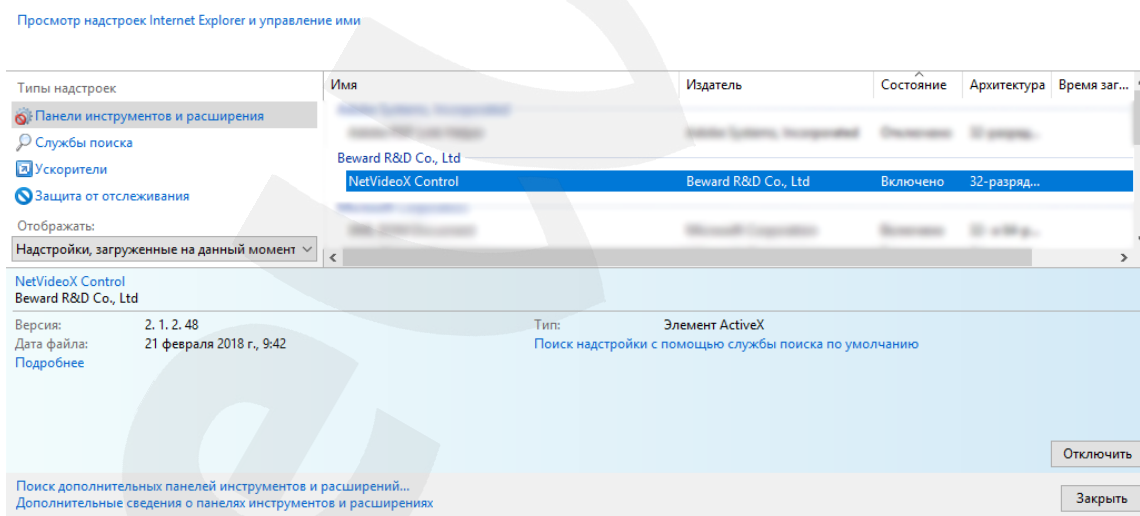 Просмотр надстроек Internet Explorer и управление ими
Типы надстроек
Панели инструментов и расширения
Службы поиска
Ускорители
Защита от отслеживания
Отображать:
Надстройки, загруженные на данный момент
Имя Издатель Состояние Архитектура Время заг...
Beward R&D Co., Ltd
NetVideoX Control Beward R&D Co., Ltd Включено 32-разряд...
NetVideoX Control
Beward R&D Co., Ltd
Версия: 2. 1. 2. 48 Тип: Элемент ActiveX
Дата файла: 21 февраля 2018 г., 9:42 Поиск надстройки с помощью службы поиска по умолчанию
Подробнее
Отключить
Поиск дополнительных панелей инструментов и расширений...
Дополнительные сведения о панелях инструментов и расширениях
Закрыть